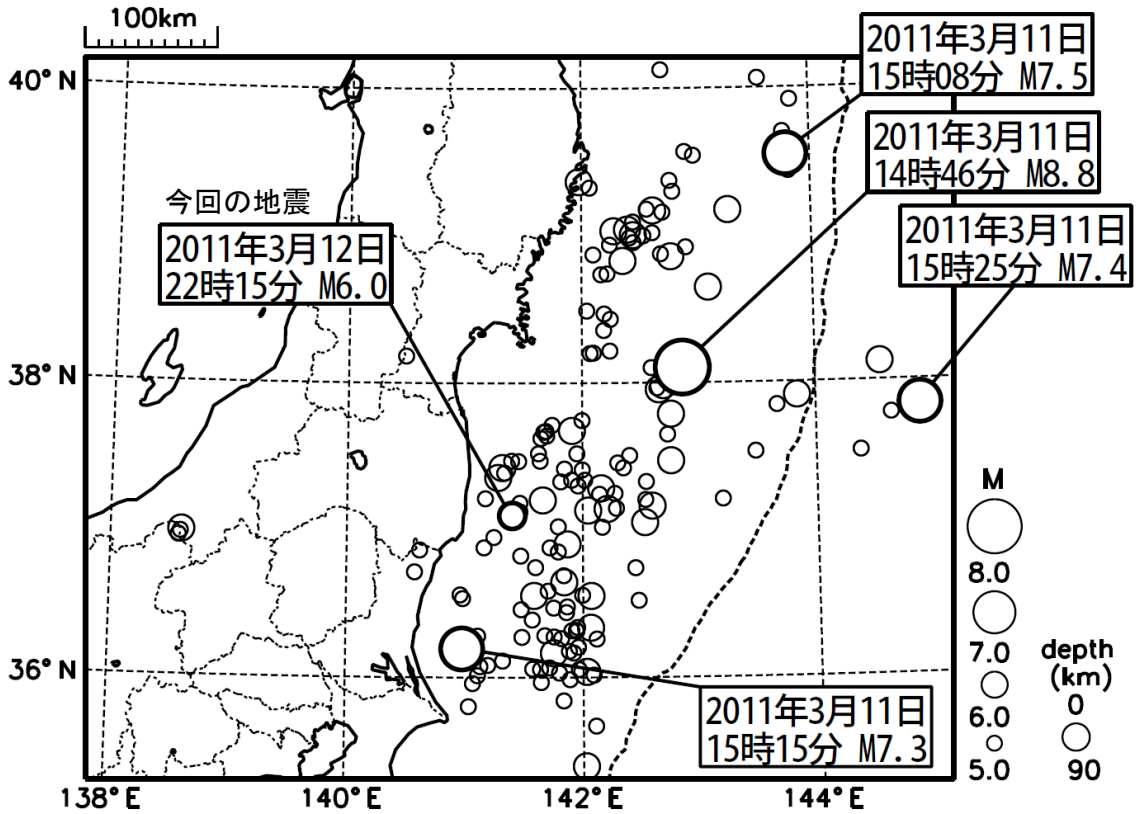 100km
40°N
38°N
36°N
138°E
140°E
142°E
144°E
2011年3月11日
15時08分 M7.5
2011年3月11日
14時46分 M8.8
2011年3月11日
15時25分 M7.4
今回の地震
2011年3月12日
22時15分 M6.0
2011年3月11日
15時15分 M7.3
M
8.0
7.0
6.0
5.0
depth
(km)
0
90